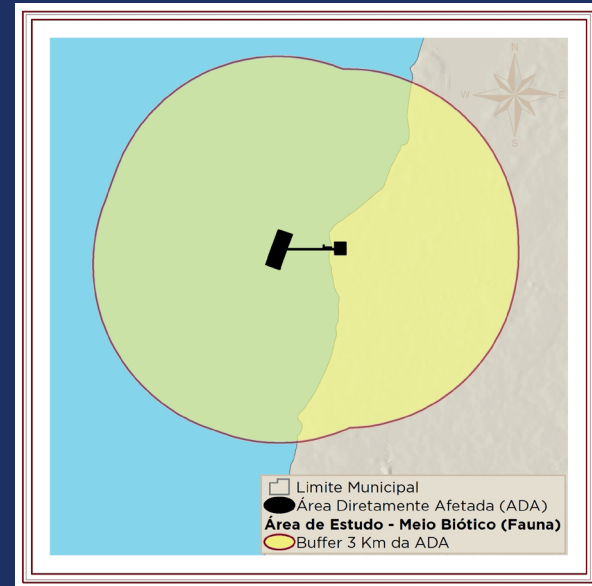 N
W
E
S
Limite Municipal
Área Diretamente Afetada (ADA)
Área de Estudo - Meio Biótico (Fauna)
Buffer 3 Km da ADA